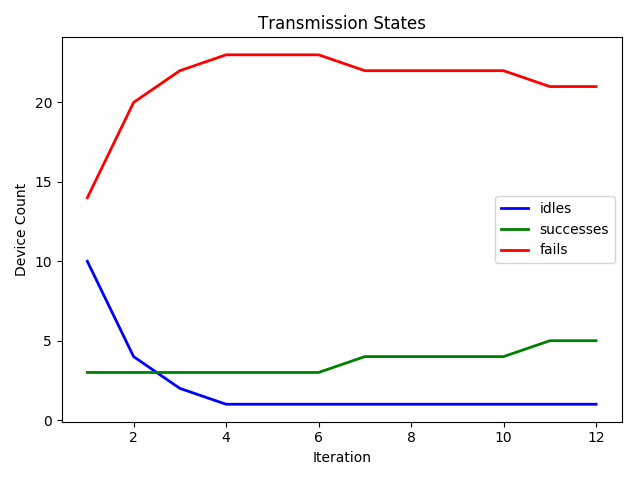 Transmission States
Device Count
20
15
10
5
0
idles
successes
fails
2 4 6 8 10 12
Iteration